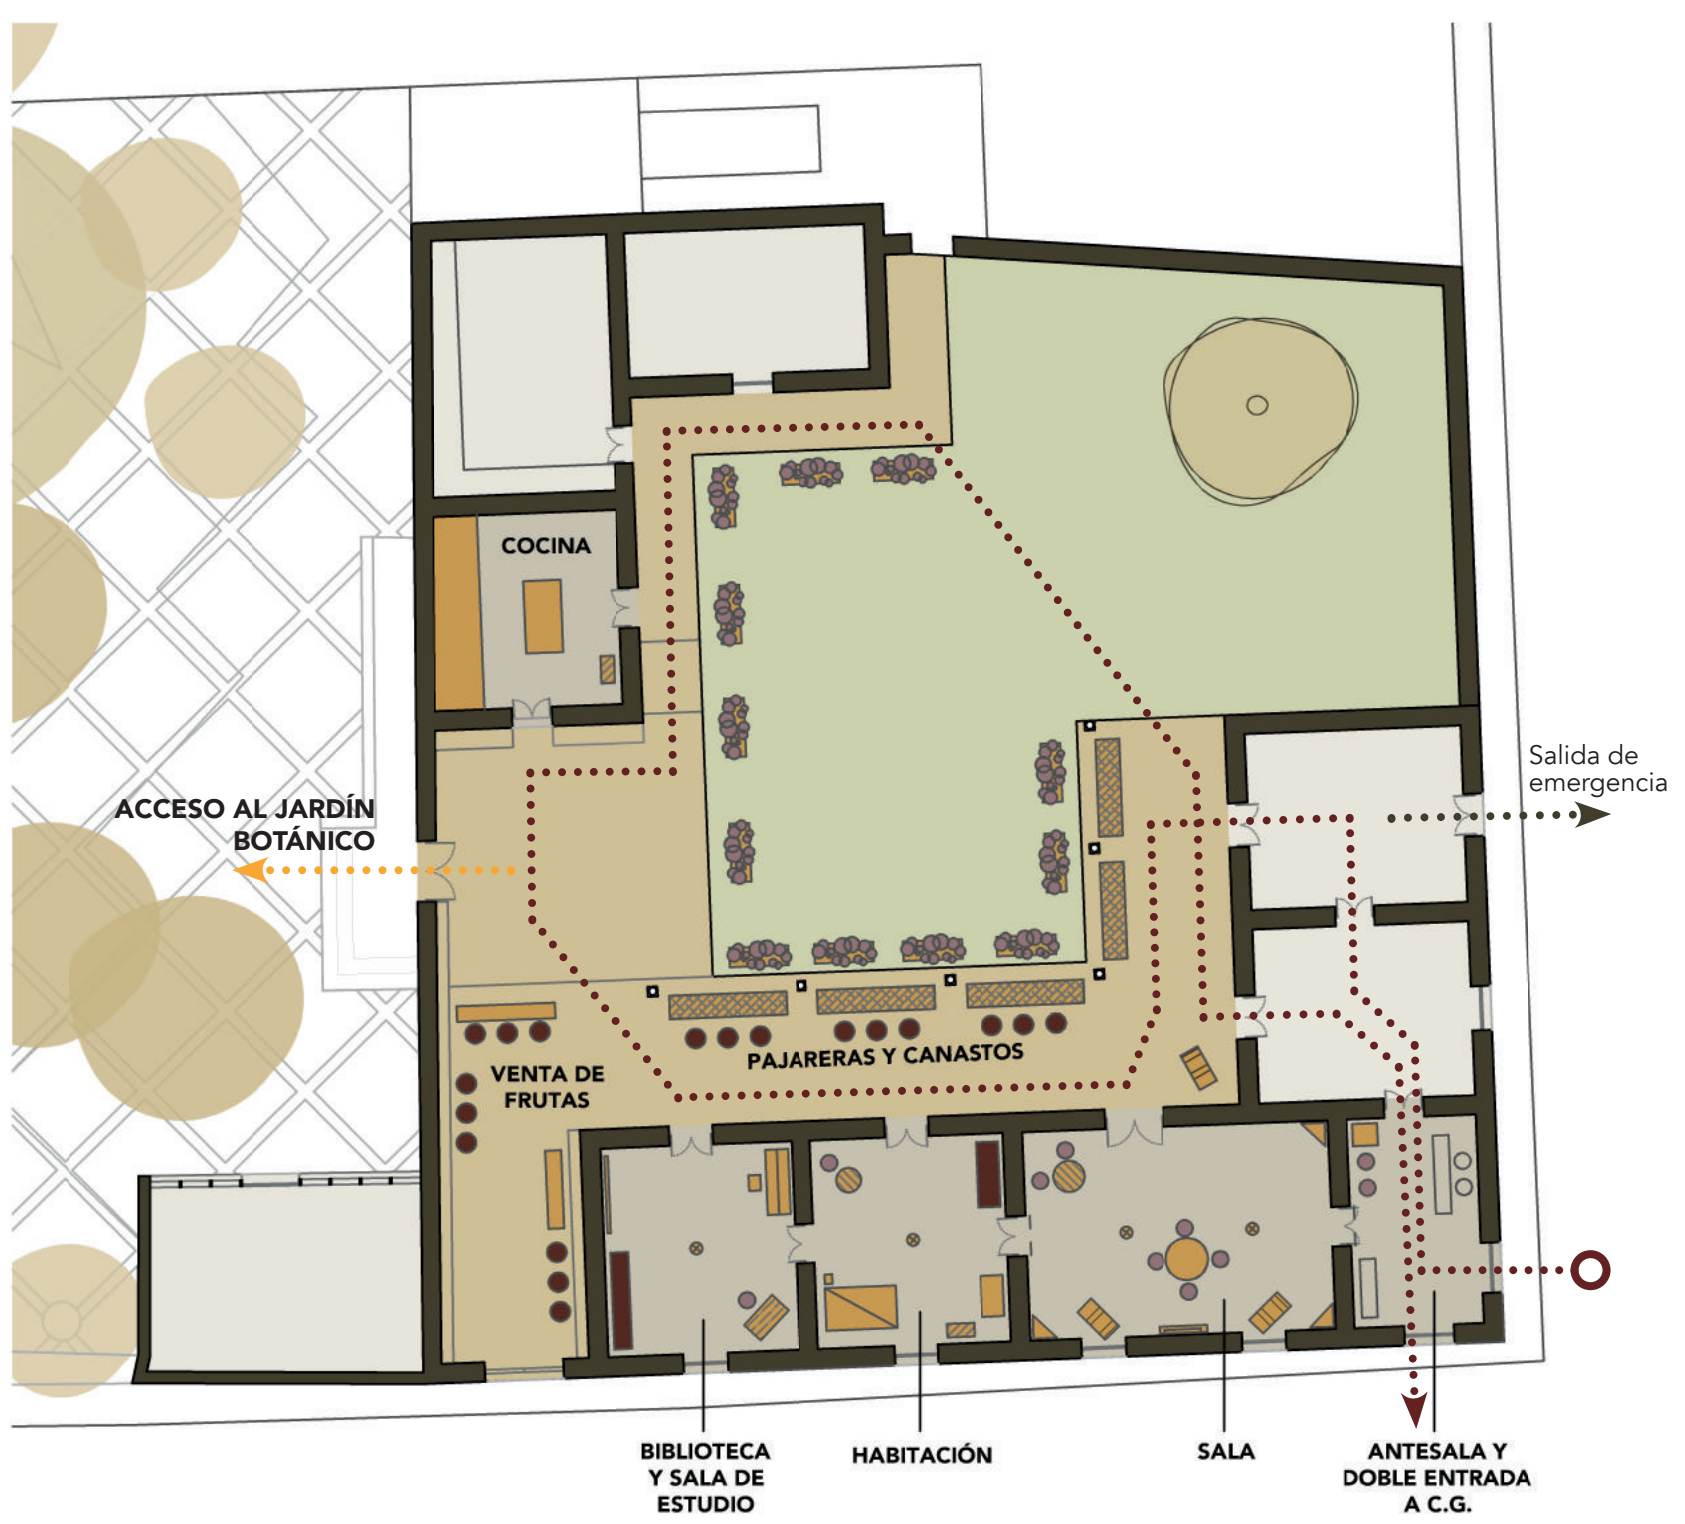 COCINA
Salida de
emergencia
ACCESO AL JARDÍN
BOTÁNICO
PAJARERAS Y CANASTOS
VENTA DE
FRUTAS
BIBLIOTECA
Y SALA DE
ESTUDIO
HABITACIÓN
SALA
ANTESALA Y
DOBLE ENTRADA
A C.G.